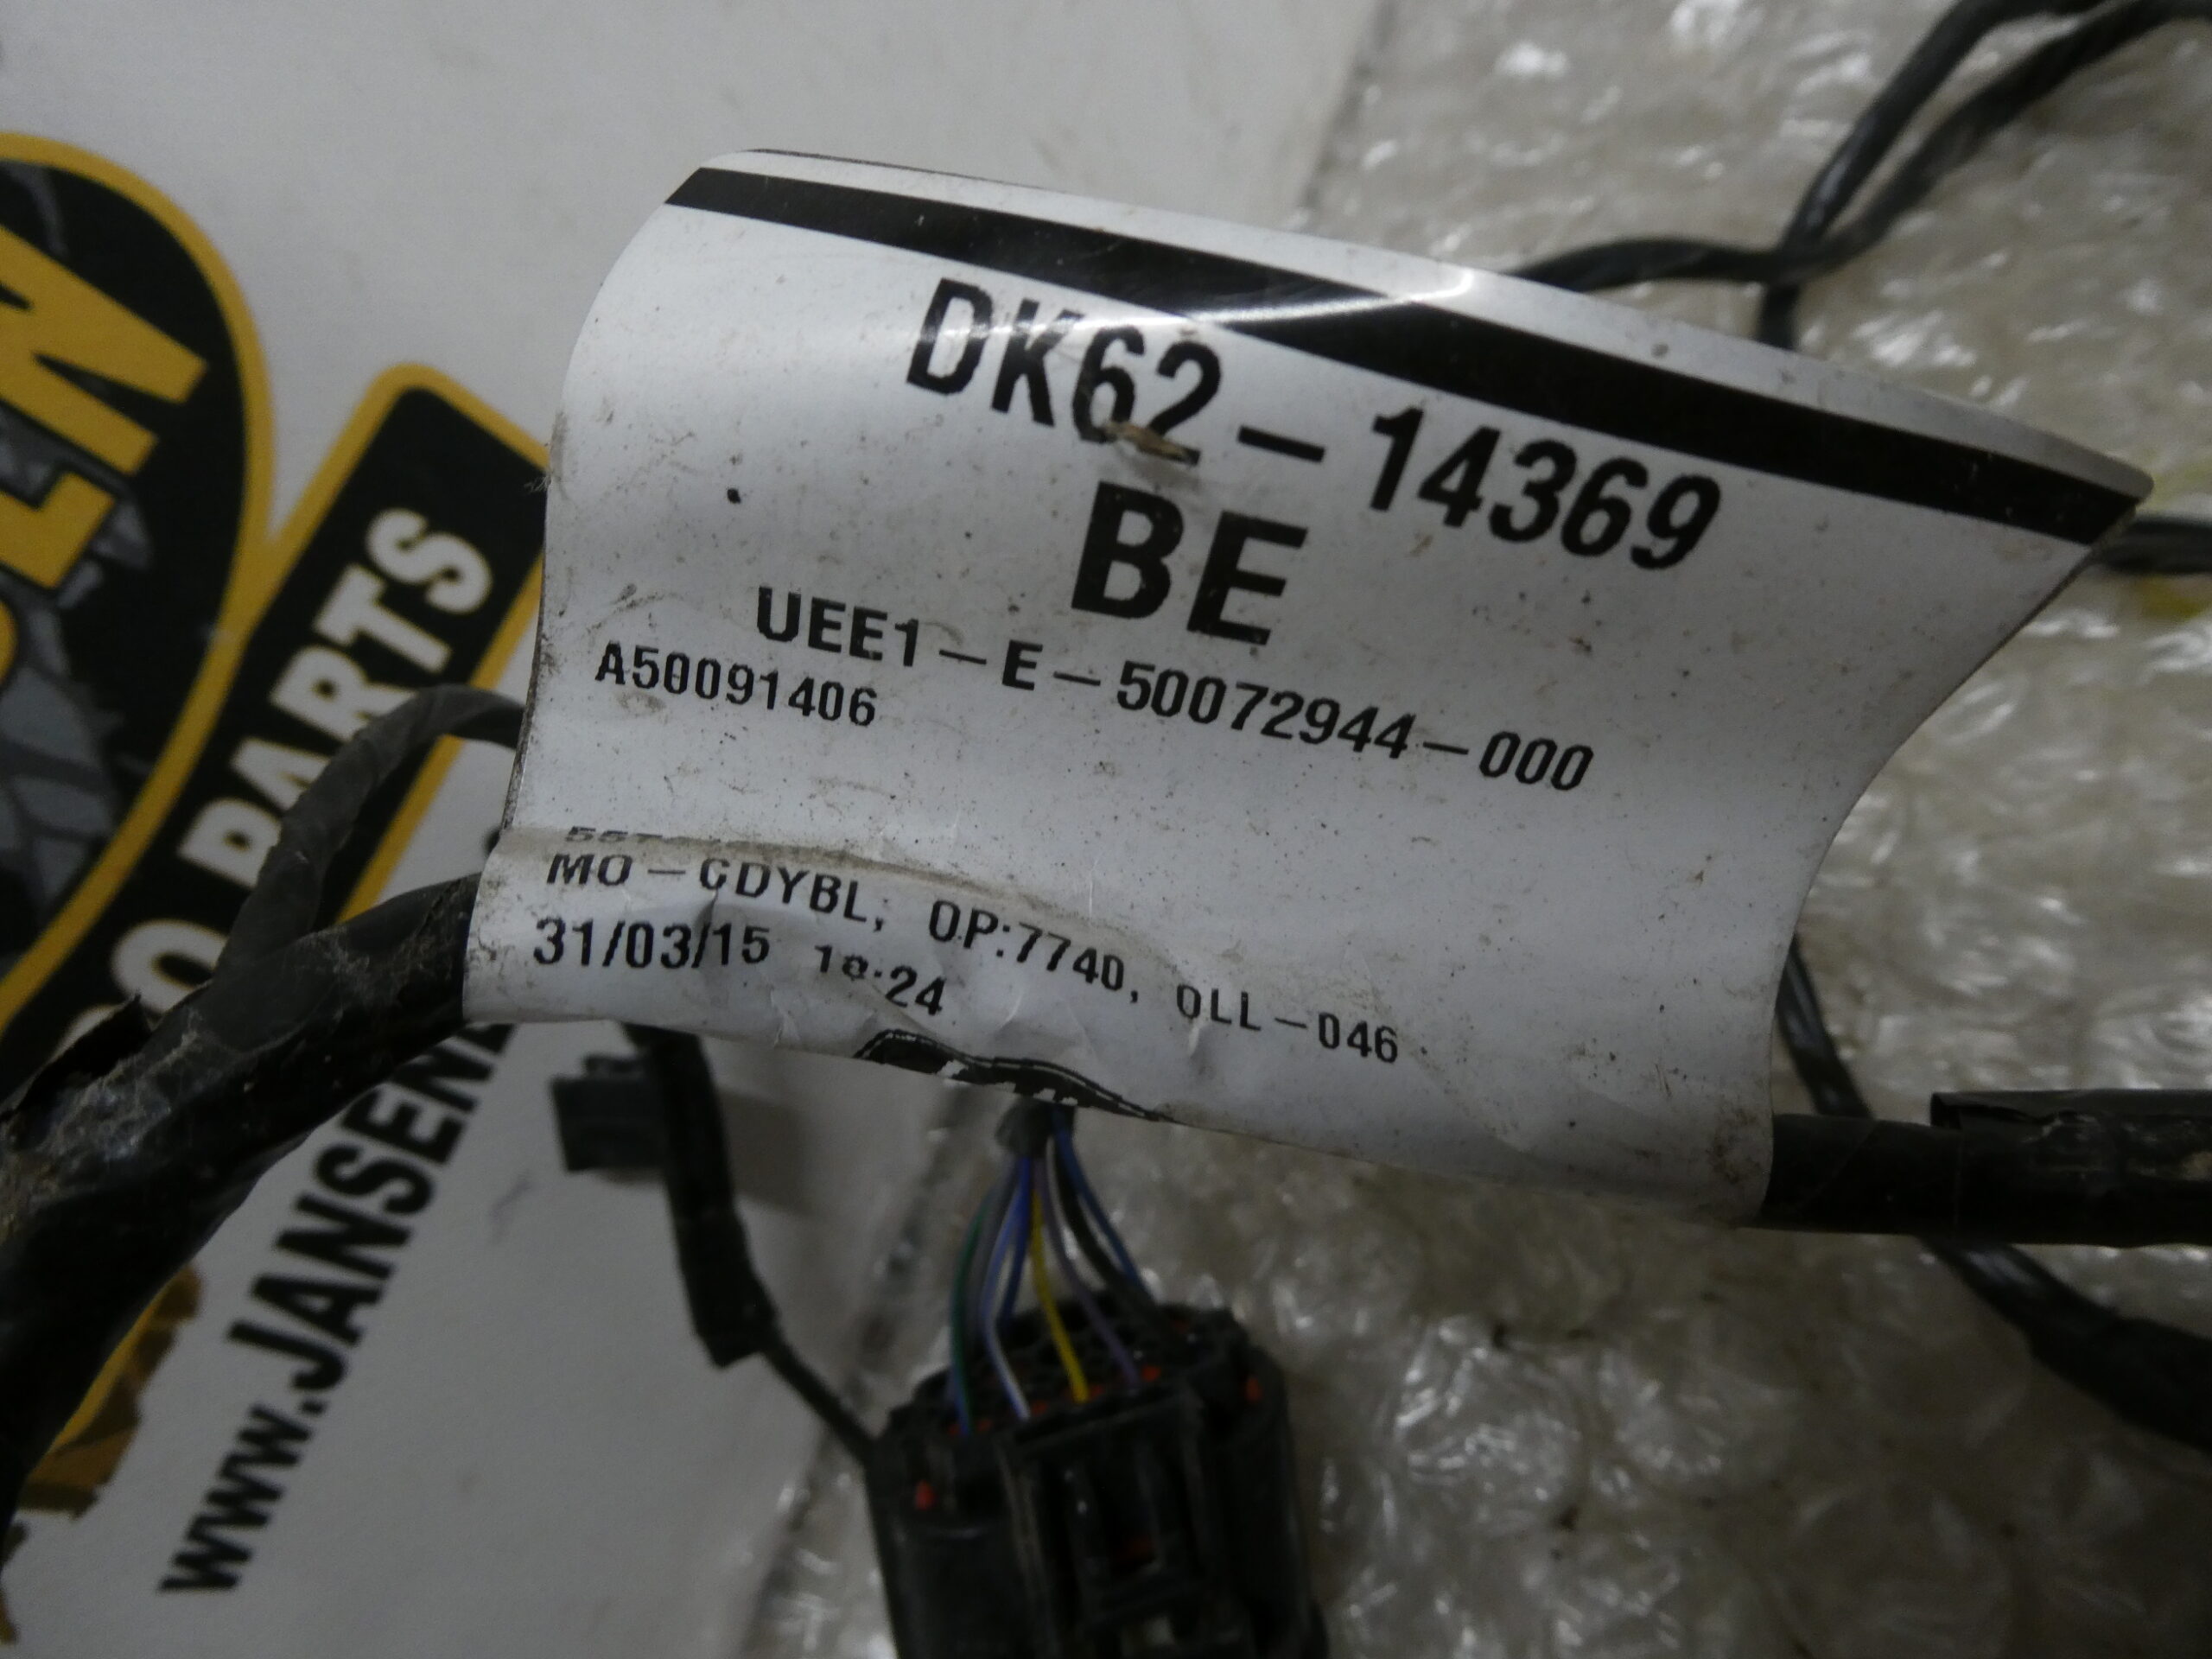 DK62-14369
BE
UEE1-E-50072944-000
A50091406
MO-CDYBL, OP:7740, OLL-046
31/03/15
PARTS
www.JANSEN